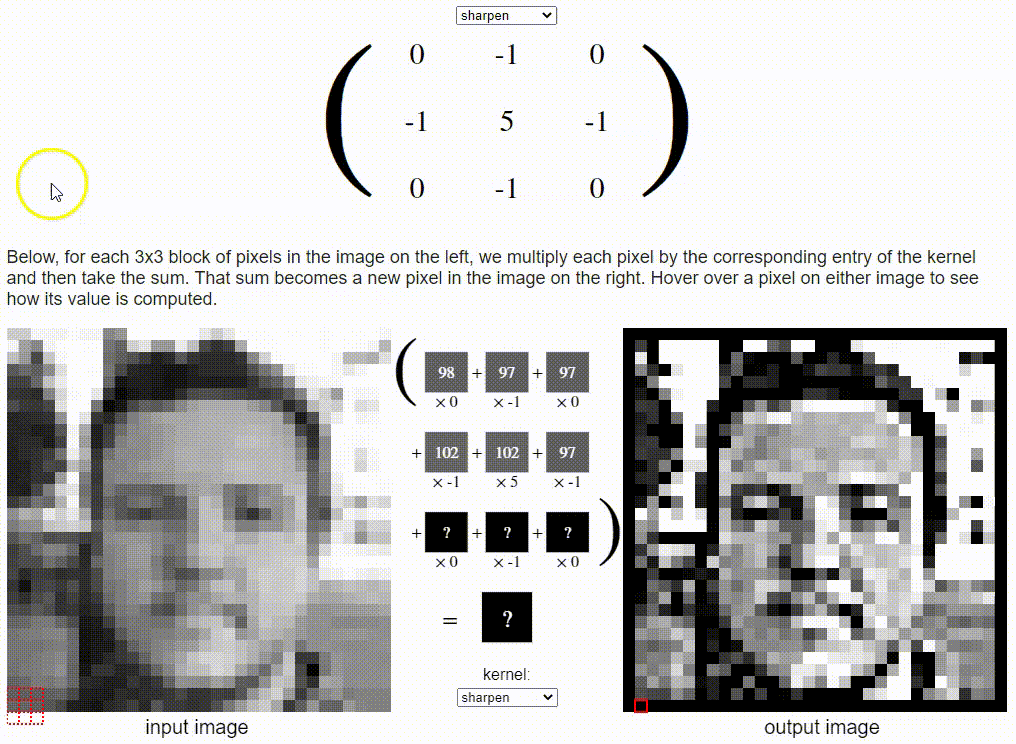 sharpen
0 -1 0
-1 5 -1
0 -1 0
Below, for each 3x3 block of pixels in the image on the left, we multiply each pixel by the corresponding entry of the kernel
and then take the sum. That sum becomes a new pixel in the image on the right. Hover over a pixel on either image to see
how its value is computed.
( 98 + 97 + 97
× 0 × -1 × 0
+ 102 + 102 + 97
× -1 × 5 × -1
+ ? + ? + ? )
× 0 × -1 × 0
= ?
kernel:
sharpen
input image
output image